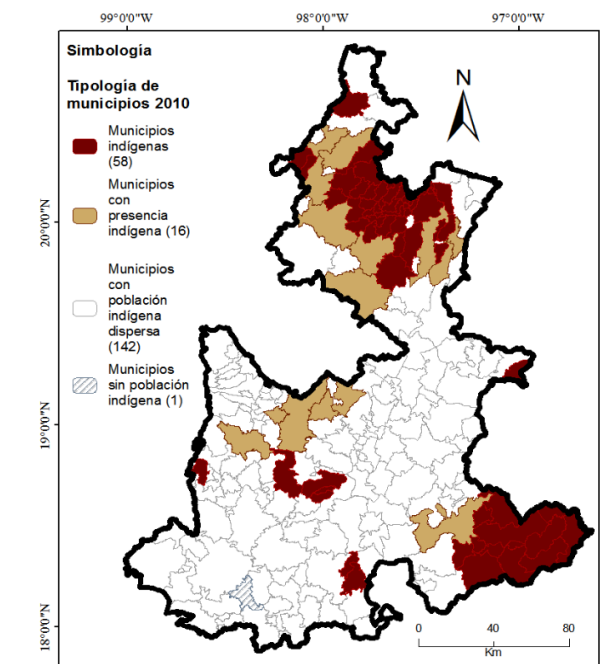 99°0'0"W
98°0'0"W
97°0'0"W
Simbología
Tipología de
municipios 2010
Municipios
indígenas
(58)
Municipios
con
presencia
indígena (16)
Municipios
con
población
indígena
dispersa
(142)
Municipios
sin población
indígena (1)
N
20°0'0"N
19°0'0"N
18°0'0"N
0
40
80
Km